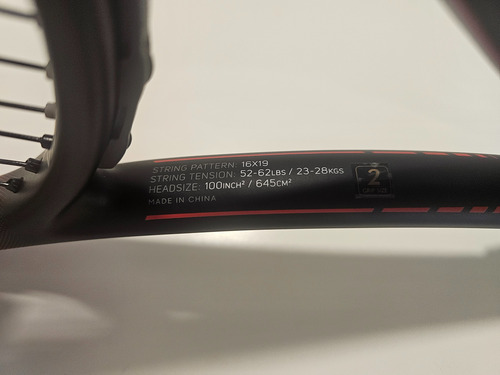 STRING PATTERN: 16X19
STRING TENSION: 52-62LBS / 23-28KGS
HEADSIZE: 100INCH² / 645CM²
MADE IN CHINA
2